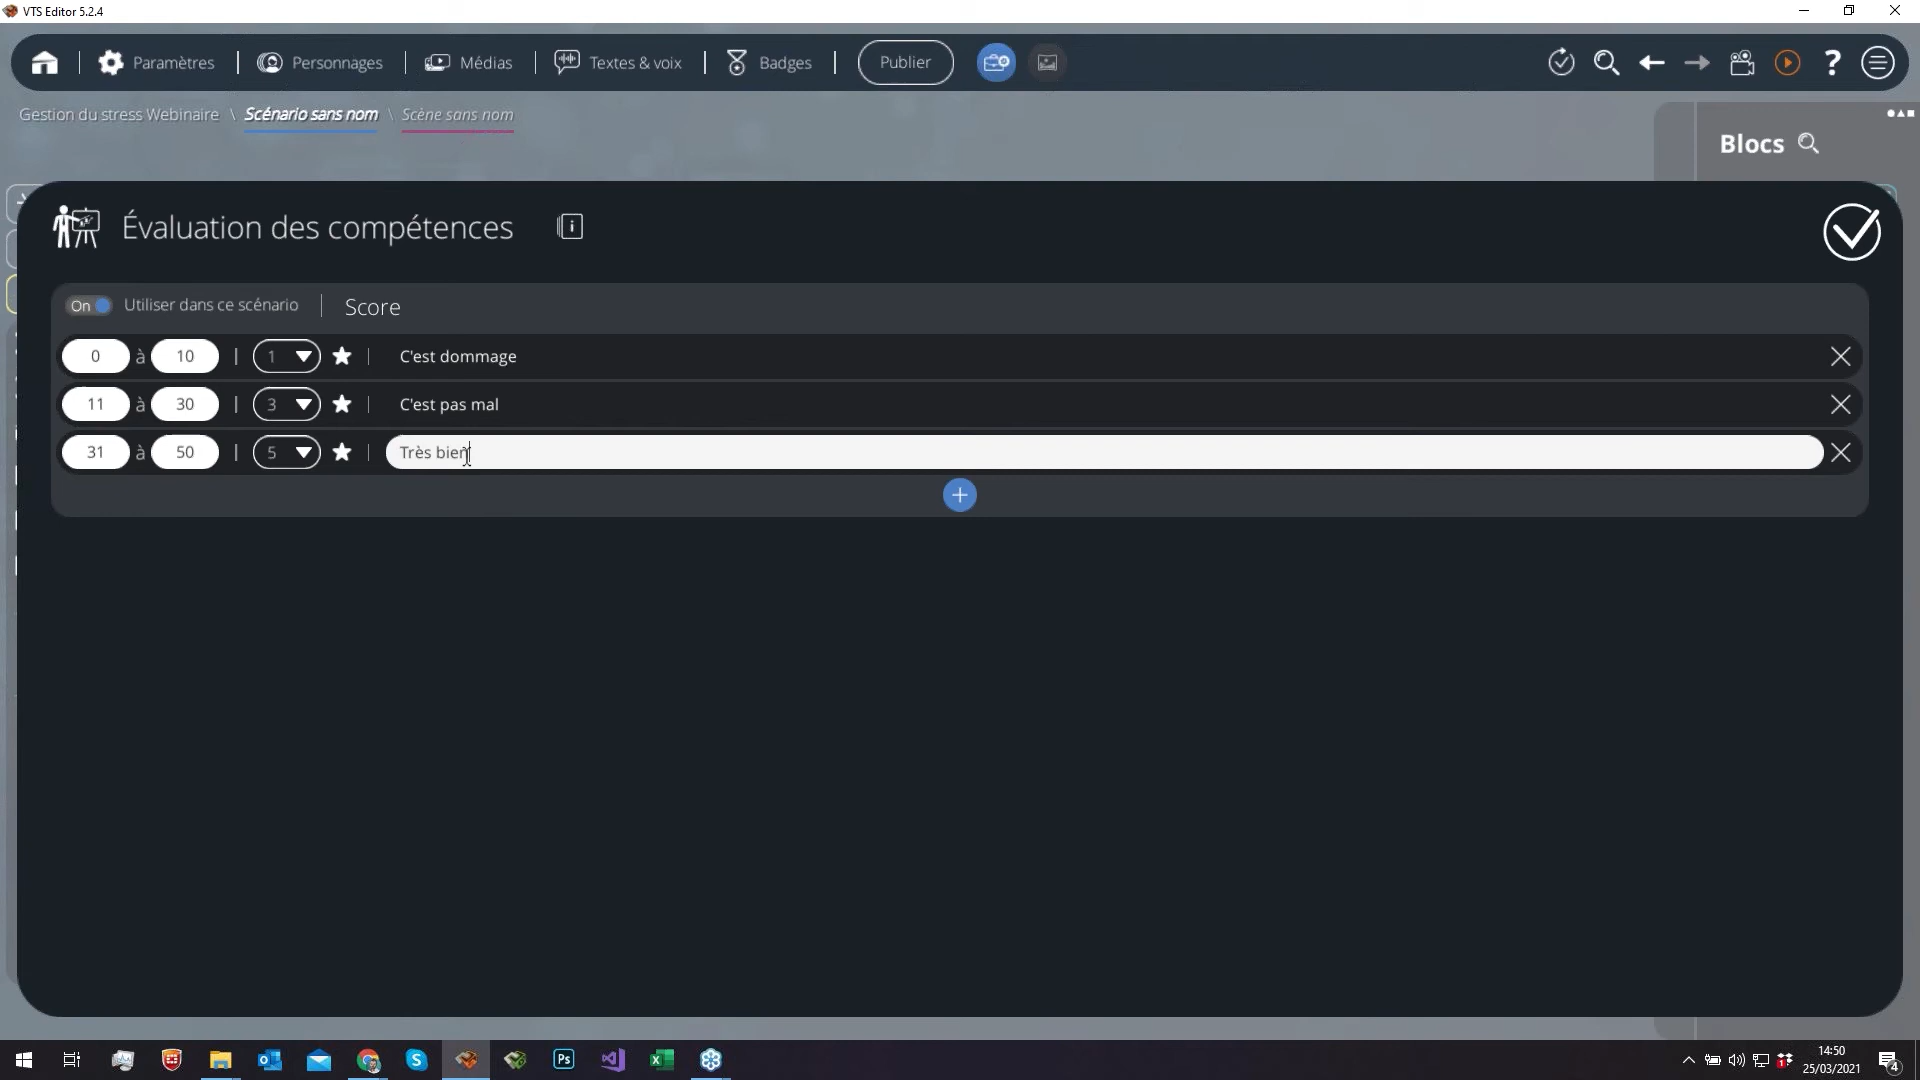 VTS Editor 5.2.4
Paramètres
Personnages
Médias
Textes & voix
Badges
Publier
?
Gestion du stress Webinaire \ Scénario sans nom \ Scène sans nom
Blocs
Évaluation des compétences
On Utiliser dans ce scénario
Score
0 à 10 | 1 C'est dommage
11 à 30 | 3 C'est pas mal
31 à 50 | 5 Très bien
14:50
25/03/2021
4